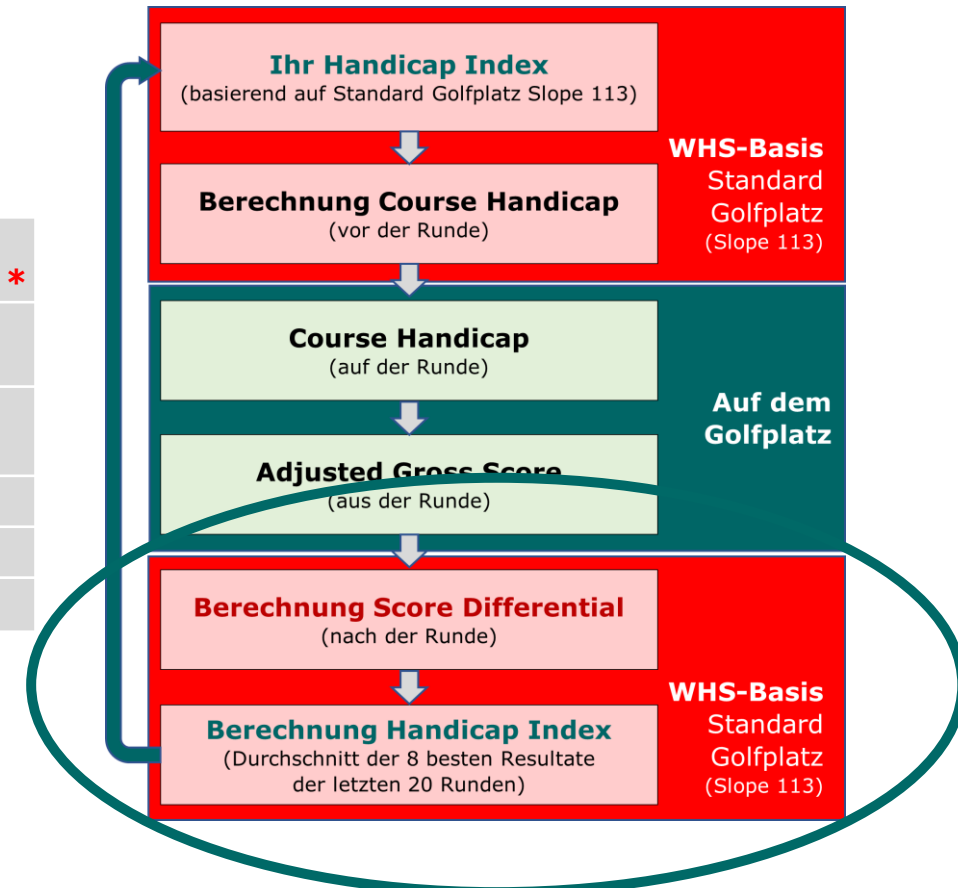 Ihr Handicap Index
(basierend auf Standard Golfplatz Slope 113)
WHS-Basis
Standard
Golfplatz
(Slope 113)
Berechnung Course Handicap
(vor der Runde)
*
Course Handicap
(auf der Runde)
Auf dem
Golfplatz
Adjusted Gross Score
(aus der Runde)
Berechnung Score Differential
(nach der Runde)
WHS-Basis
Standard
Golfplatz
(Slope 113)
Berechnung Handicap Index
(Durchschnitt der 8 besten Resultate
der letzten 20 Runden)